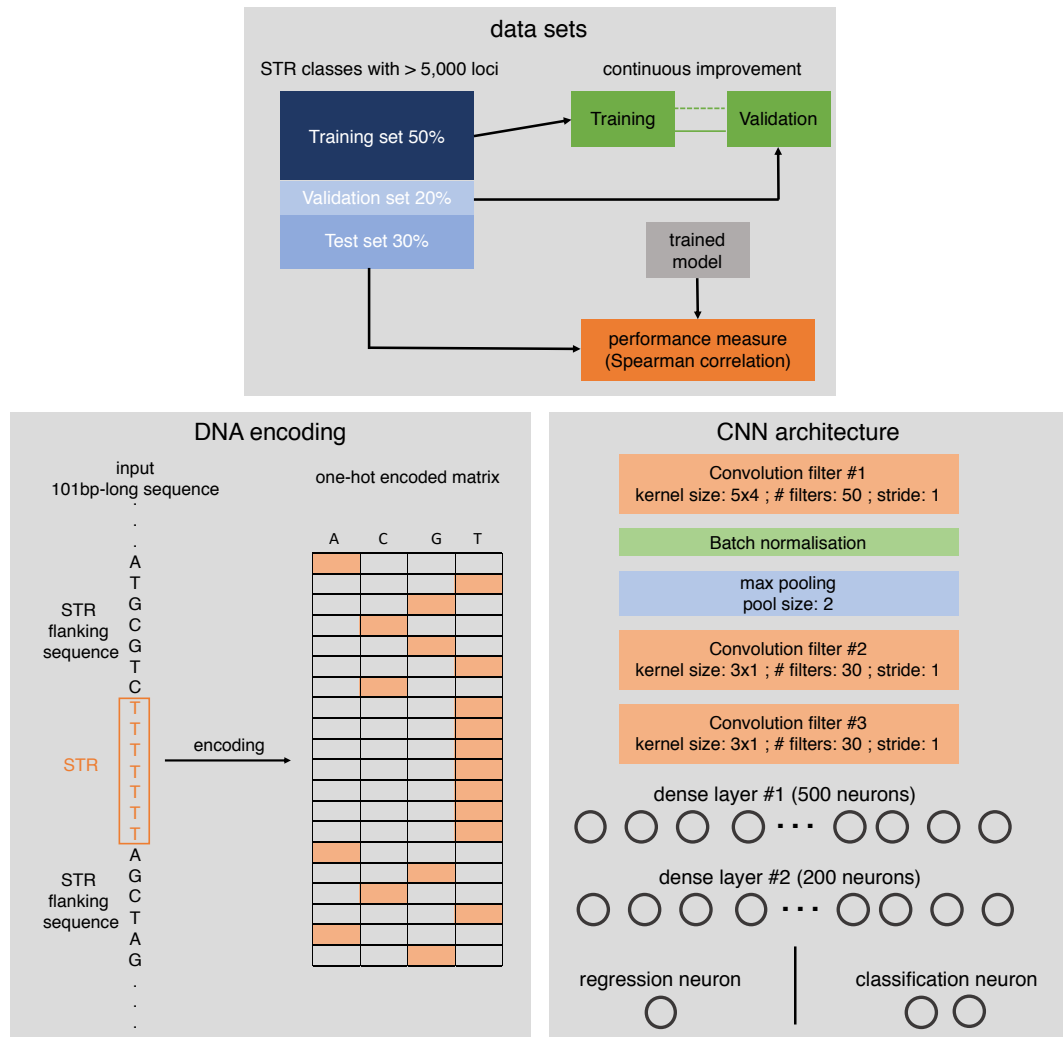 data sets
STR classes with > 5,000 loci
continuous improvement
Training set 50%
Training
Validation
Validation set 20%
Test set 30%
trained
model
performance measure
(Spearman correlation)
DNA encoding
input
101bp-long sequence
one-hot encoded matrix
.
.
.
A C G T
A
T
G
C
G
T
C
STR
flanking
sequence
T
T
T
T
T
T
T
STR
encoding
A
G
C
T
A
G
STR
flanking
sequence
.
.
.
CNN architecture
Convolution filter #1
kernel size: 5x4 ; # filters: 50 ; stride: 1
Batch normalisation
max pooling
pool size: 2
Convolution filter #2
kernel size: 3x1 ; # filters: 30 ; stride: 1
Convolution filter #3
kernel size: 3x1 ; # filters: 30 ; stride: 1
dense layer #1 (500 neurons)
...
dense layer #2 (200 neurons)
...
regression neuron
classification neuron